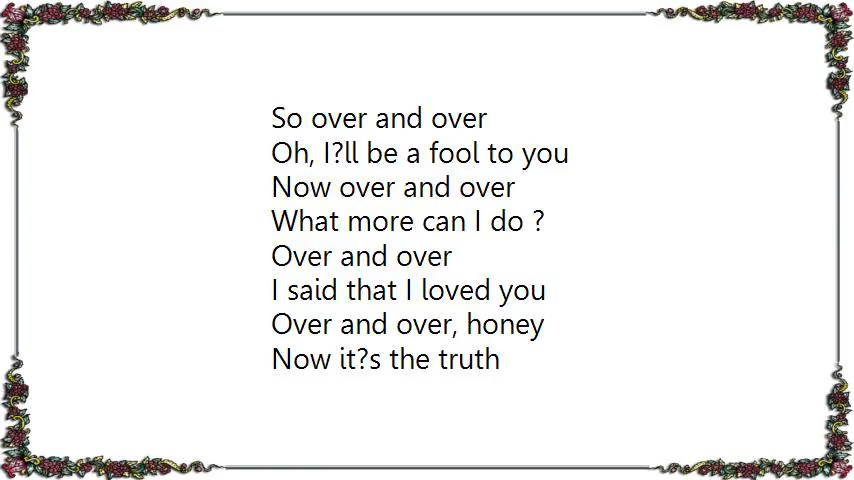 So over and over
Oh, I?ll be a fool to you
Now over and over
What more can I do ?
Over and over
I said that I loved you
Over and over, honey
Now it?s the truth